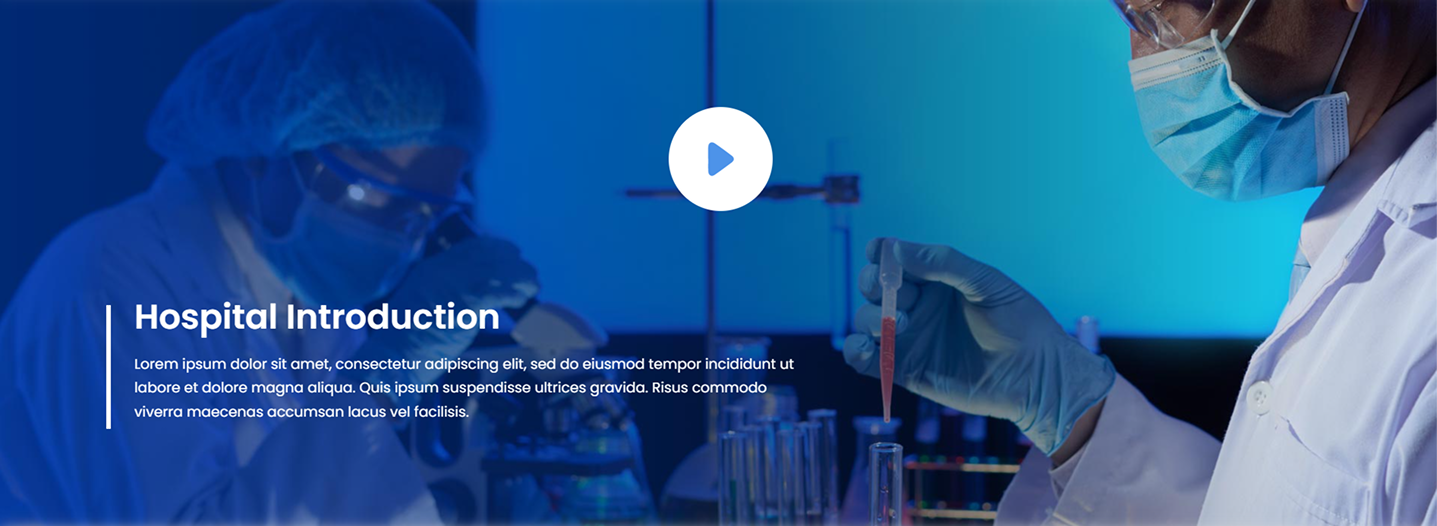 Hospital Introduction
Lorem ipsum dolor sit amet, consectetur adipiscing elit, sed do eiusmod tempor incididunt ut
labore et dolore magna aliqua. Quis ipsum suspendisse ultrices gravida. Risus commodo
viverra maecenas accumsan lacus vel facilisis.